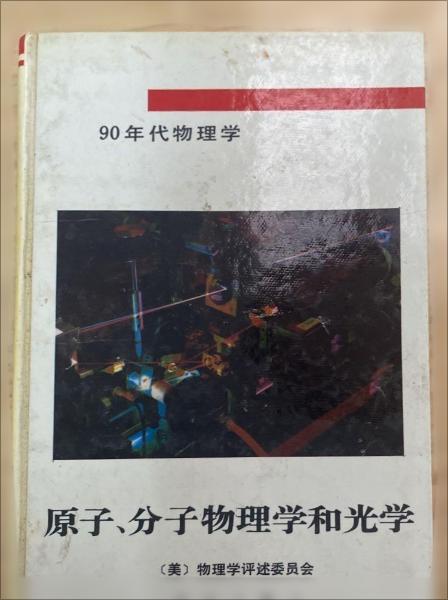 90年代物理学
原子、分子物理学和光学
〔美〕物理学评述委员会